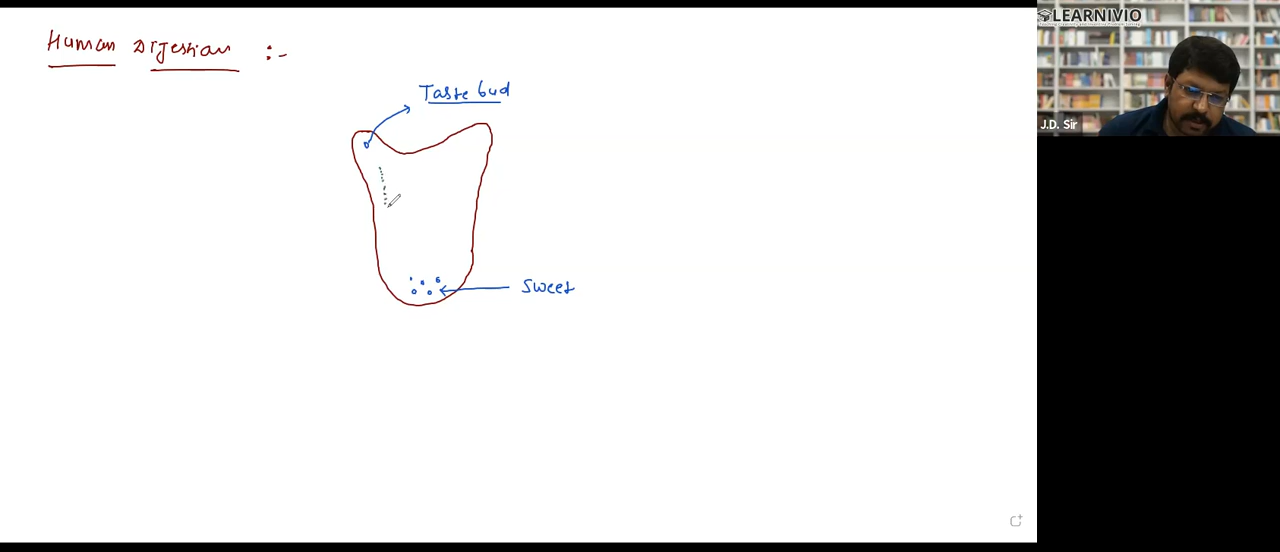 Human Digestion :-
Taste bud
Sweet
LEARNIVIO
J.D. Sir